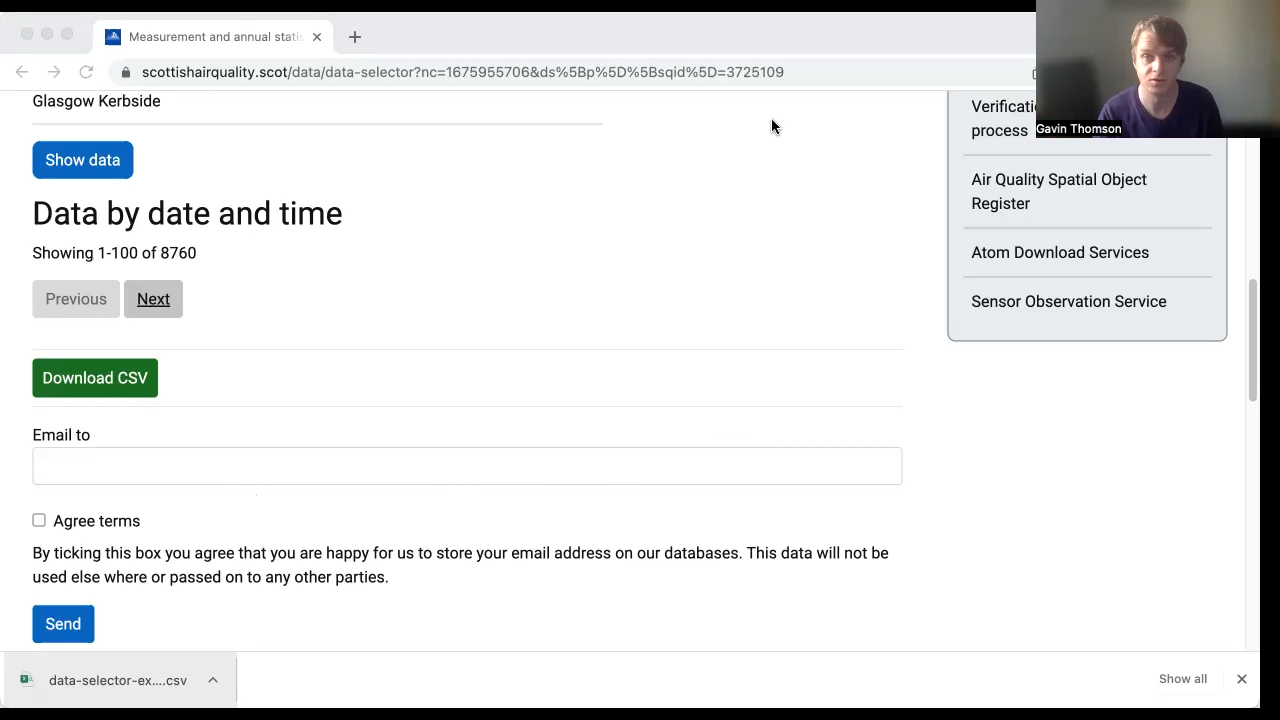 Measurement and annual statis
scottishairquality.scot/data/data-selector?nc=1675955706&ds%5Bp%5D%5Bsqid%5D=3725109
Glasgow Kerbside
Show data
Data by date and time
Showing 1-100 of 8760
Previous
Next
Download CSV
Email to
Agree terms
By ticking this box you agree that you are happy for us to store your email address on our databases. This data will not be
used else where or passed on to any other parties.
Send
Verificatio
process
Air Quality Spatial Object
Register
Atom Download Services
Sensor Observation Service
Gavin Thomson
data-selector-ex....csv
Show all